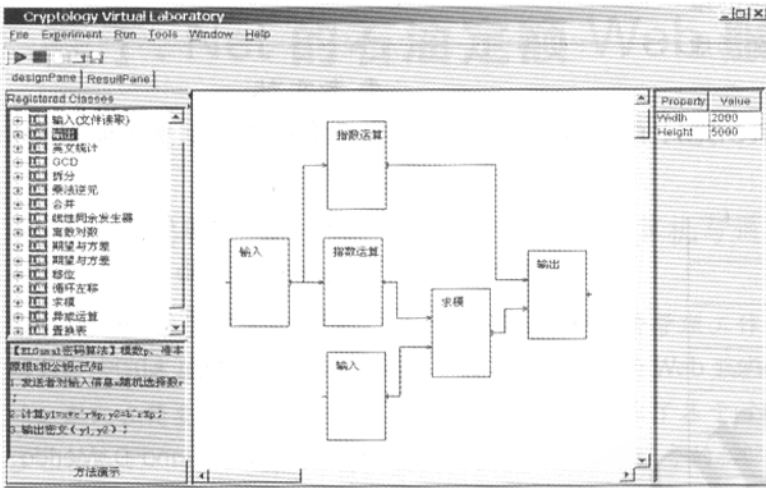 Cryptology Virtual Laboratory
File Experiment Run Tools Window Help
designPane ResultPane
Registered Classes
输入(文件读取)
英文统计
GCD
拆分
乘法逆元
合并
线性同余发生器
离散对数
期望与方差
期望与方差
移位
循环左移
求模
异或运算
置换表
【ELGamal密码算法】模数p、准本
原根b和公钥c已知
1.发送者对输入信息x随机选择数r
;
2.计算y1=x*c^r%p,y2=b^r%p;
3.输出密文(y1,y2);
方法演示
指数运算
输入
指数运算
输出
求模
输入
Property Value
Width 2000
Height 5000